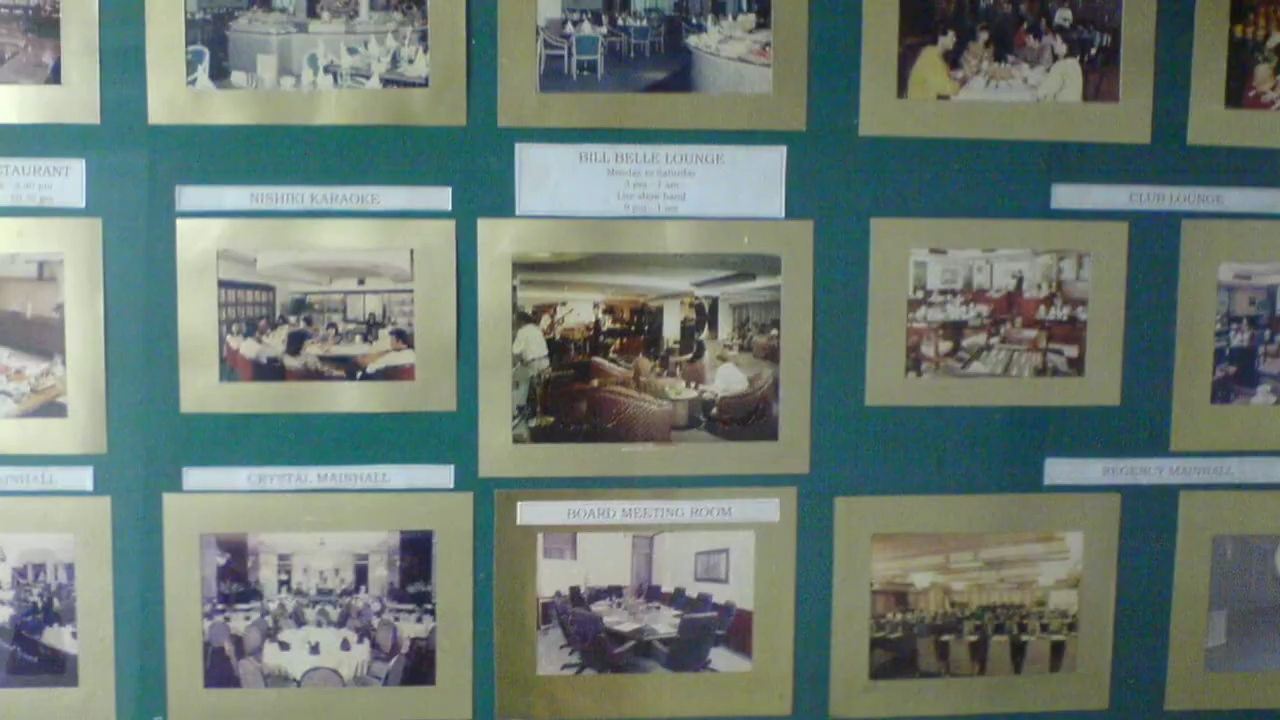 STAURANT
NISHIKI KARAOKE
BILL BELLE LOUNGE
Monday to Saturday
3 pm - 1 am
Live show band
9 pm - 1 am
CLUB LOUNGE
CRYSTAL MAINHALL
BOARD MEETING ROOM
REGENCY MAINHALL